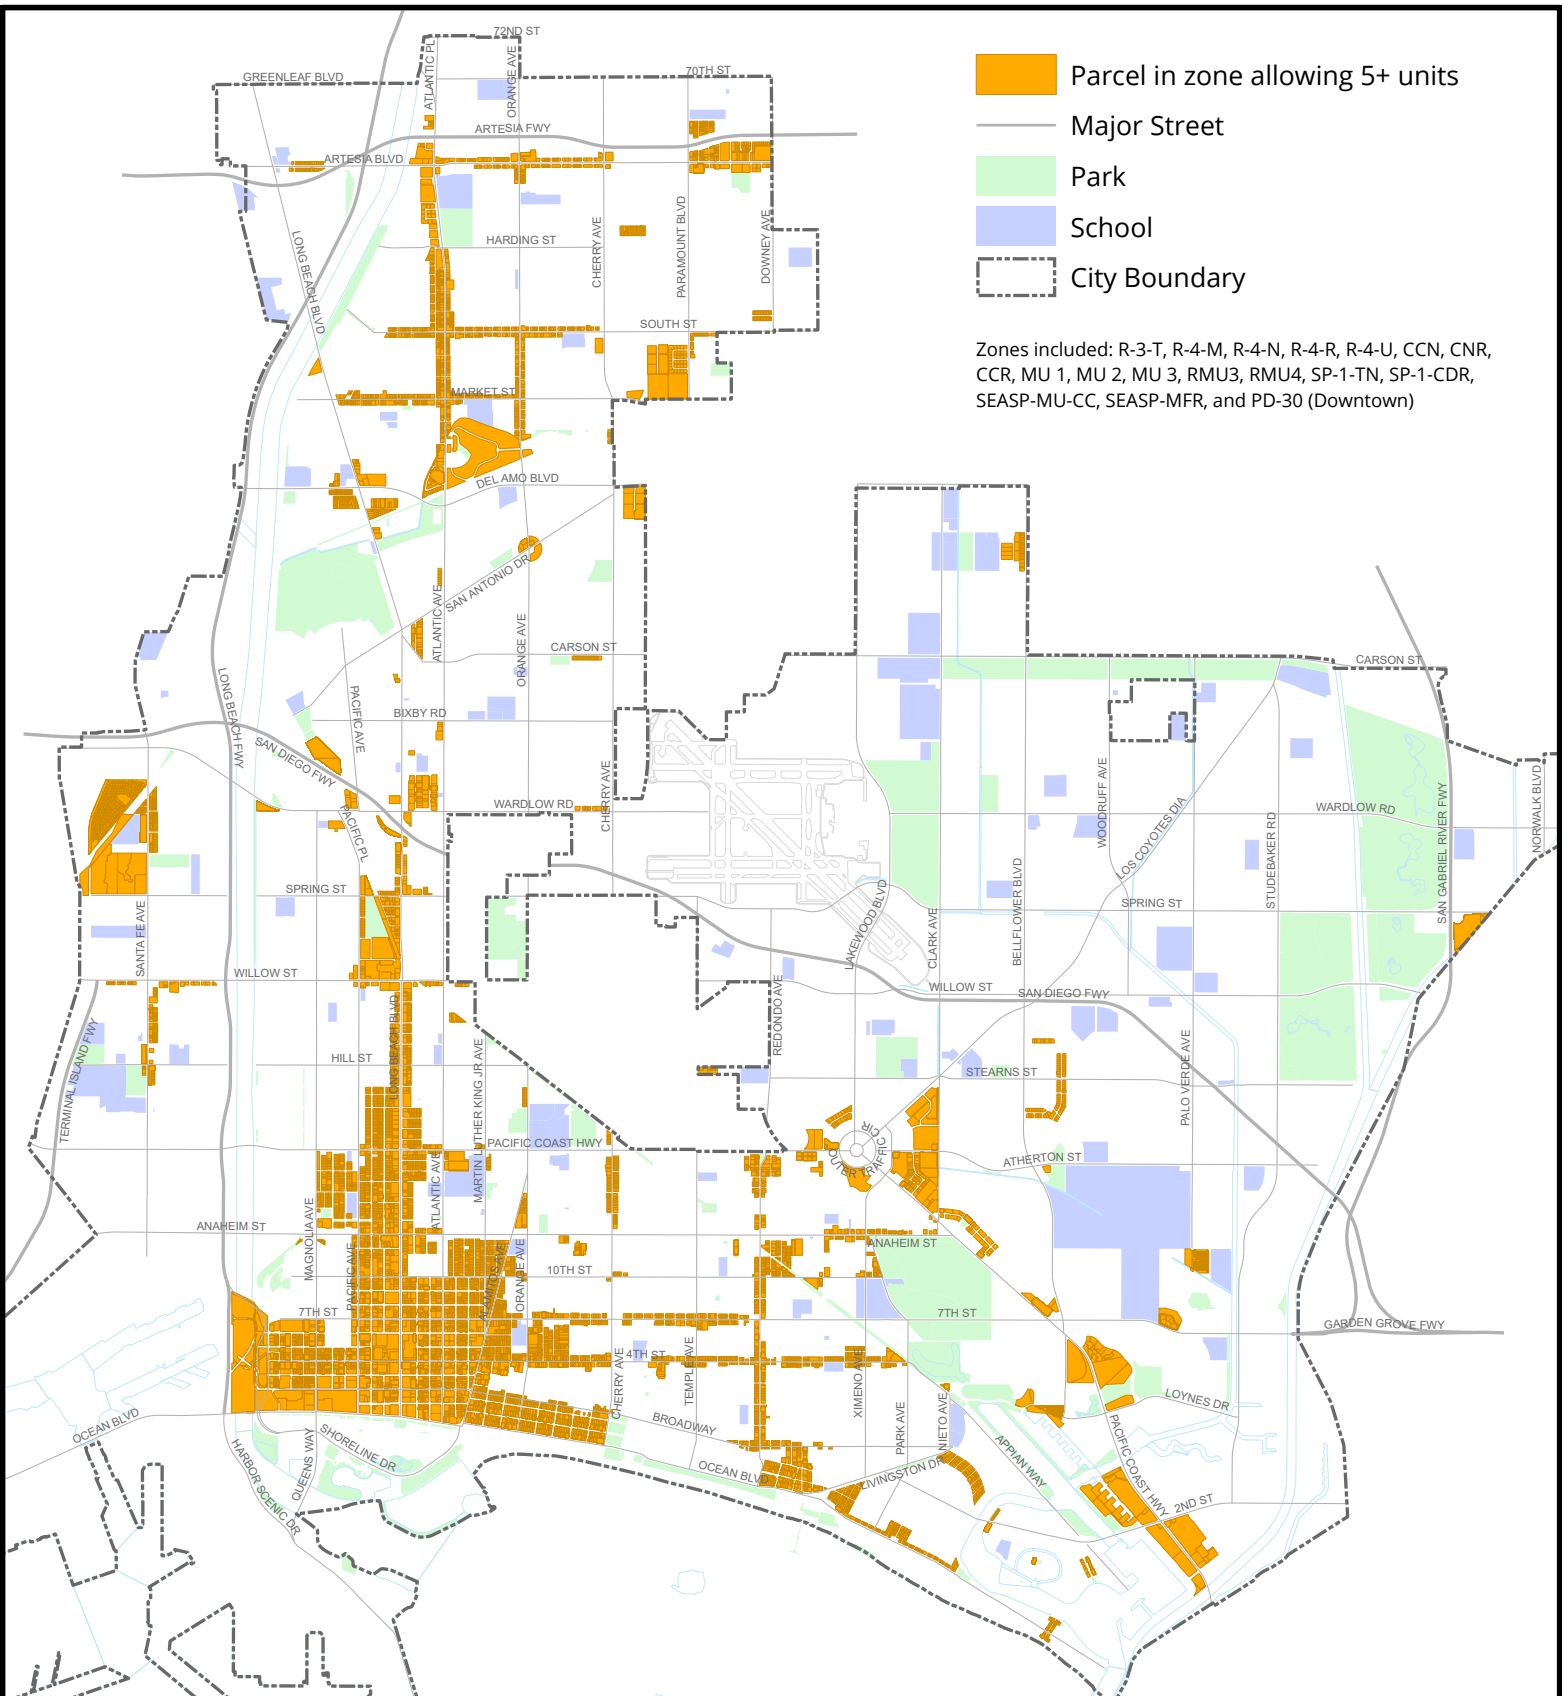 72ND ST
GREENLEAF BLVD
70TH ST
ATLANTIC PL
ORANGE AVE
ARTESIA FWY
ARTESIA BLVD
Parcel in zone allowing 5+ units
Major Street
Park
School
City Boundary
Zones included: R-3-T, R-4-M, R-4-N, R-4-R, R-4-U, CCN, CNR,
CCR, MU 1, MU 2, MU 3, RMU3, RMU4, SP-1-TN, SP-1-CDR,
SEASP-MU-CC, SEASP-MFR, and PD-30 (Downtown)
LONG BEACH BLVD
HARDING ST
CHERRY AVE
PARAMOUNT BLVD
DOWNEY AVE
SOUTH ST
MARKET ST
DEL AMO BLVD
SAN ANTONIO DR
ATLANTIC AVE
ORANGE AVE
CARSON ST
CARSON ST
LONG BEACH FWY
PACIFIC AVE
BIXBY RD
SAN DIEGO FWY
WARDLOW RD
CHERRY AVE
PACIFIC PL
WOODRUFF AVE
LOS COYOTES DIA
WARDLOW RD
STUDEBAKER RD
SAN GABRIEL RIVER FWY
NORWALK BLVD
SPRING ST
SANTA FE AVE
LAKEWOOD BLVD
CLARK AVE
BELLFLOWER BLVD
SPRING ST
WILLOW ST
REDONDO AVE
WILLOW ST
SAN DIEGO FWY
LONG BEACH BLVD
TERMINAL ISLAND FWY
HILL ST
MARTIN LUTHER KING JR AVE
STEARNS ST
PALO VERDE AVE
PACIFIC COAST HWY
OUTER TRAFFIC CIR
ATHERTON ST
ATLANTIC AVE
MAGNOLIA AVE
ANAHEIM ST
ANAHEIM ST
PACIFIC AVE
ALAMITOS AVE
ORANGE AVE
10TH ST
7TH ST
7TH ST
GARDEN GROVE FWY
4TH ST
CHERRY AVE
TEMPLE AVE
XIMENO AVE
PARK AVE
NIETO AVE
LOYNES DR
OCEAN BLVD
BROADWAY
HARBOR SCENIC DR
QUEENS WAY
SHORELINE DR
OCEAN BLVD
LIVINGSTON DR
APPIAN WAY
PACIFIC COAST HWY
2ND ST